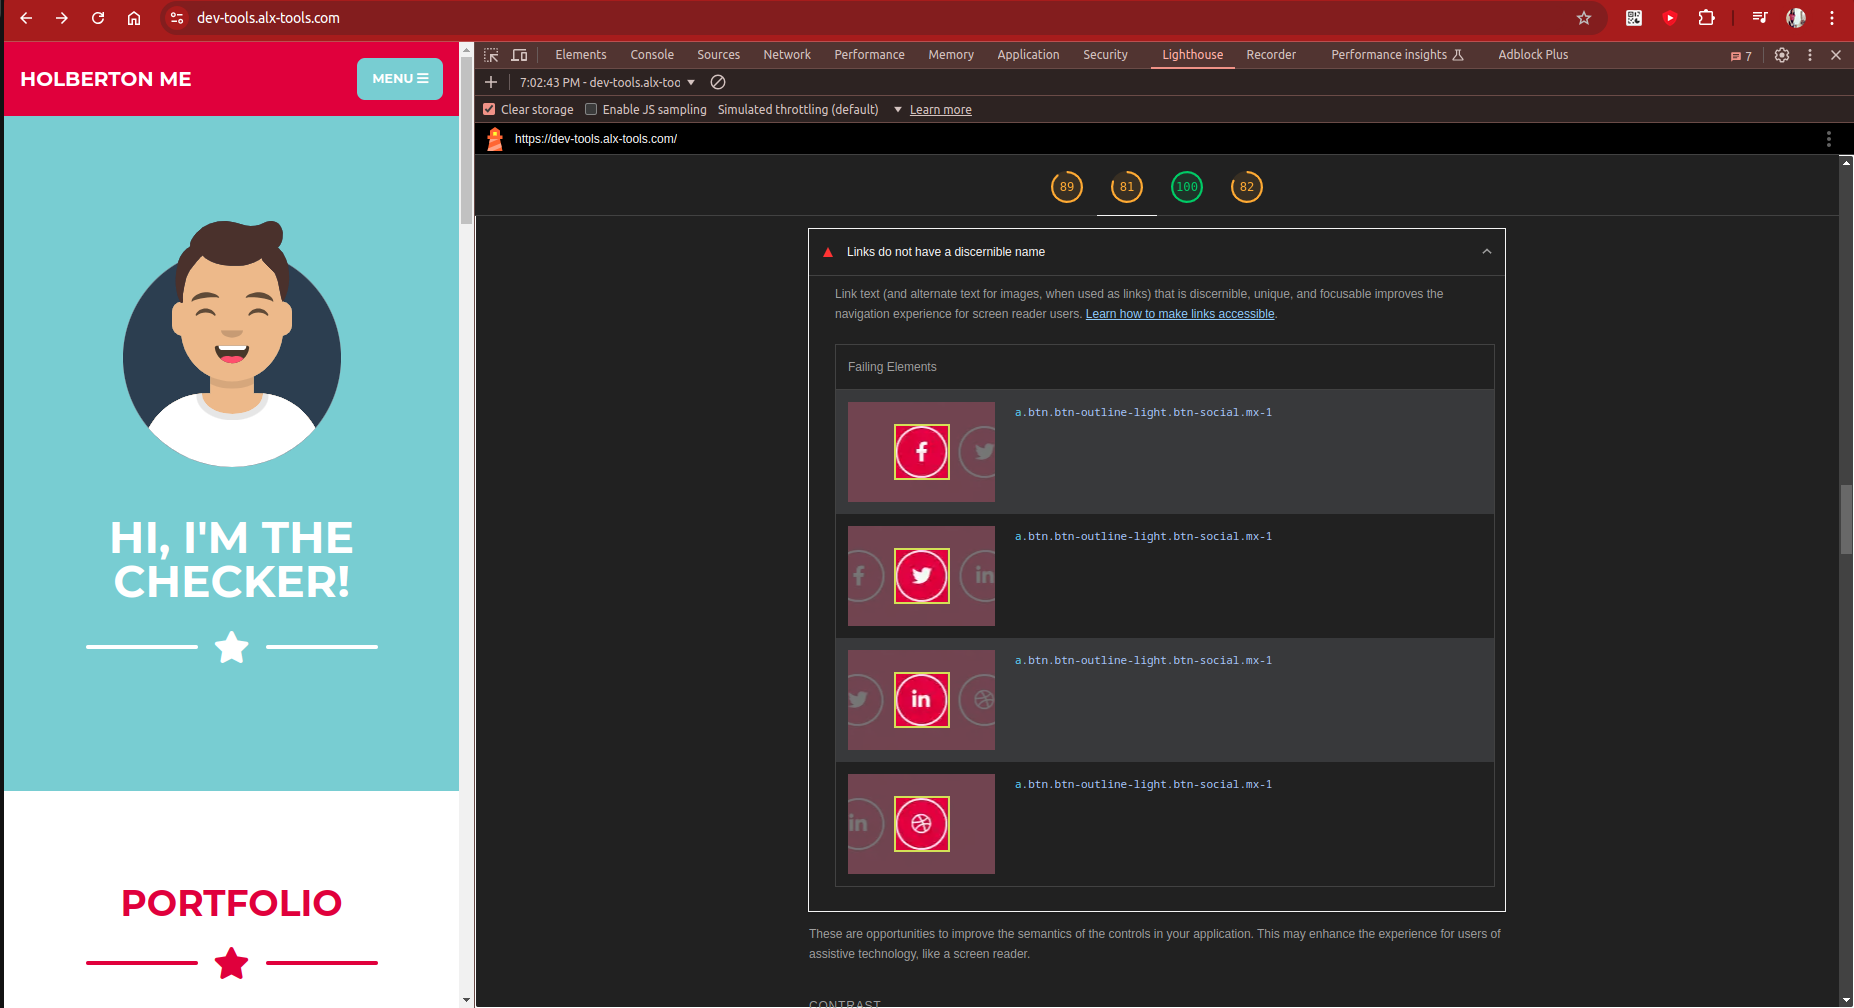 dev-tools.alx-tools.com
HOLBERTON ME
MENU
HI, I'M THE
CHECKER!
PORTFOLIO
Elements Console Sources Network Performance Memory Application Security Lighthouse Recorder Performance insights Adblock Plus 7
7:02:43 PM - dev-tools.alx-too
Clear storage Enable JS sampling Simulated throttling (default) Learn more
https://dev-tools.alx-tools.com/
89 81 100 82
Links do not have a discernible name
Link text (and alternate text for images, when used as links) that is discernible, unique, and focusable improves the
navigation experience for screen reader users. Learn how to make links accessible.
Failing Elements
a.btn.btn-outline-light.btn-social.mx-1
a.btn.btn-outline-light.btn-social.mx-1
a.btn.btn-outline-light.btn-social.mx-1
a.btn.btn-outline-light.btn-social.mx-1
These are opportunities to improve the semantics of the controls in your application. This may enhance the experience for users of
assistive technology, like a screen reader.
CONTRAST